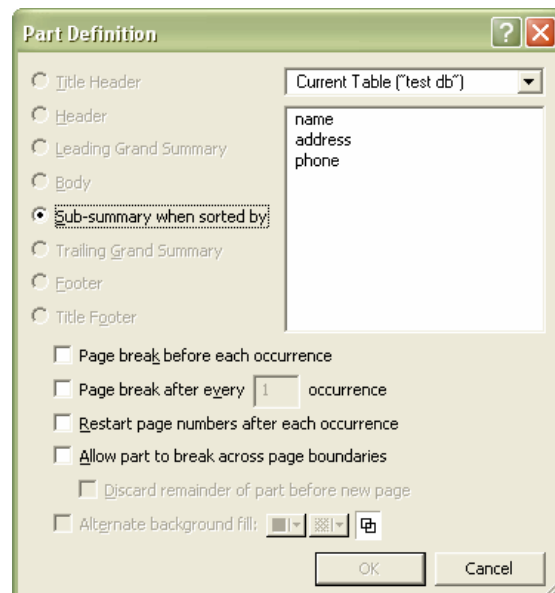 Part Definition
Title Header
Current Table ("test db")
Header
Leading Grand Summary
Body
Sub-summary when sorted by
Trailing Grand Summary
Footer
Title Footer
name
address
phone
Page break before each occurrence
Page break after every 1 occurrence
Restart page numbers after each occurrence
Allow part to break across page boundaries
Discard remainder of part before new page
Alternate background fill:
OK Cancel